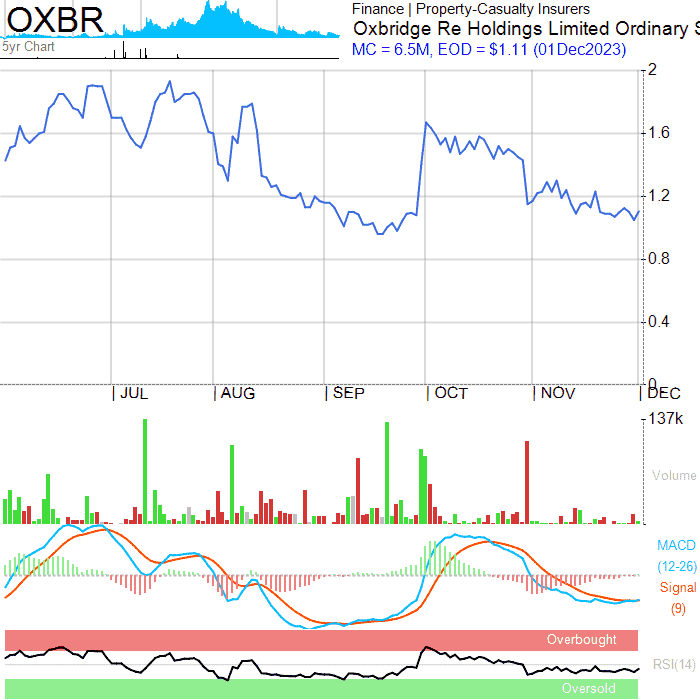 OXBR
Finance | Property-Casualty Insurers
Oxbridge Re Holdings Limited Ordinary S
5yr Chart
MC = 6.5M, EOD = $1.11 (01Dec2023)
2
1.6
1.2
0.8
0.4
0
JUL AUG SEP OCT NOV DEC
137k
Volume
MACD
(12-26)
Signal
(9)
Overbought
RSI(14)
Oversold